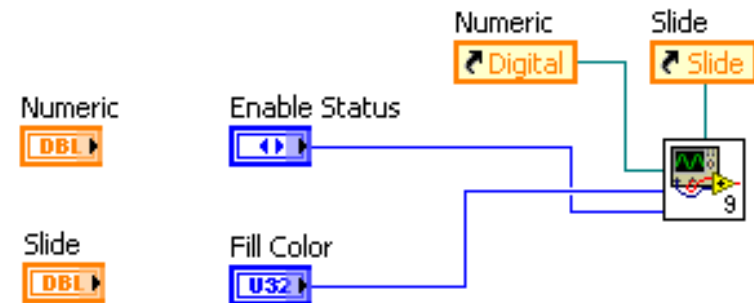 Numeric Slide
Digital Slide
Numeric Enable Status
DBL
9
Slide Fill Color
DBL U32